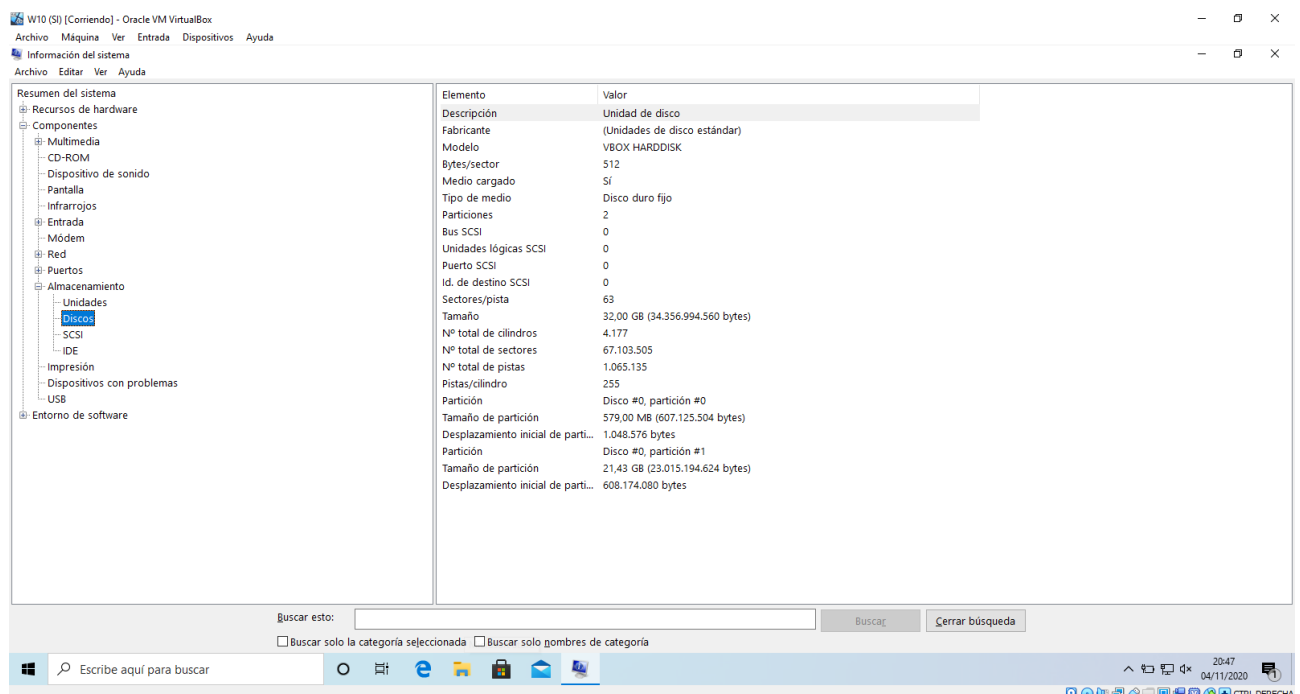 W10 (SI) [Corriendo] - Oracle VM VirtualBox
Archivo Máquina Ver Entrada Dispositivos Ayuda
Información del sistema
Archivo Editar Ver Ayuda
Resumen del sistema
Recursos de hardware
Componentes
Multimedia
CD-ROM
Dispositivo de sonido
Pantalla
Infrarrojos
Entrada
Módem
Red
Puertos
Almacenamiento
Unidades
Discos
SCSI
IDE
Impresión
Dispositivos con problemas
USB
Entorno de software
Elemento Valor
Descripción Unidad de disco
Fabricante (Unidades de disco estándar)
Modelo VBOX HARDDISK
Bytes/sector 512
Medio cargado Sí
Tipo de medio Disco duro fijo
Particiones 2
Bus SCSI 0
Unidades lógicas SCSI 0
Puerto SCSI 0
Id. de destino SCSI 0
Sectores/pista 63
Tamaño 32,00 GB (34.356.994.560 bytes)
Nº total de cilindros 4.177
Nº total de sectores 67.103.505
Nº total de pistas 1.065.135
Pistas/cilindro 255
Partición Disco #0, partición #0
Tamaño de partición 579,00 MB (607.125.504 bytes)
Desplazamiento inicial de parti... 1.048.576 bytes
Partición Disco #0, partición #1
Tamaño de partición 21,43 GB (23.015.194.624 bytes)
Desplazamiento inicial de parti... 608.174.080 bytes
Buscar esto: Buscar Cerrar búsqueda
Buscar solo la categoría seleccionada Buscar solo nombres de categoría
Escribe aquí para buscar
20:47
04/11/2020
CTRL DERECHA